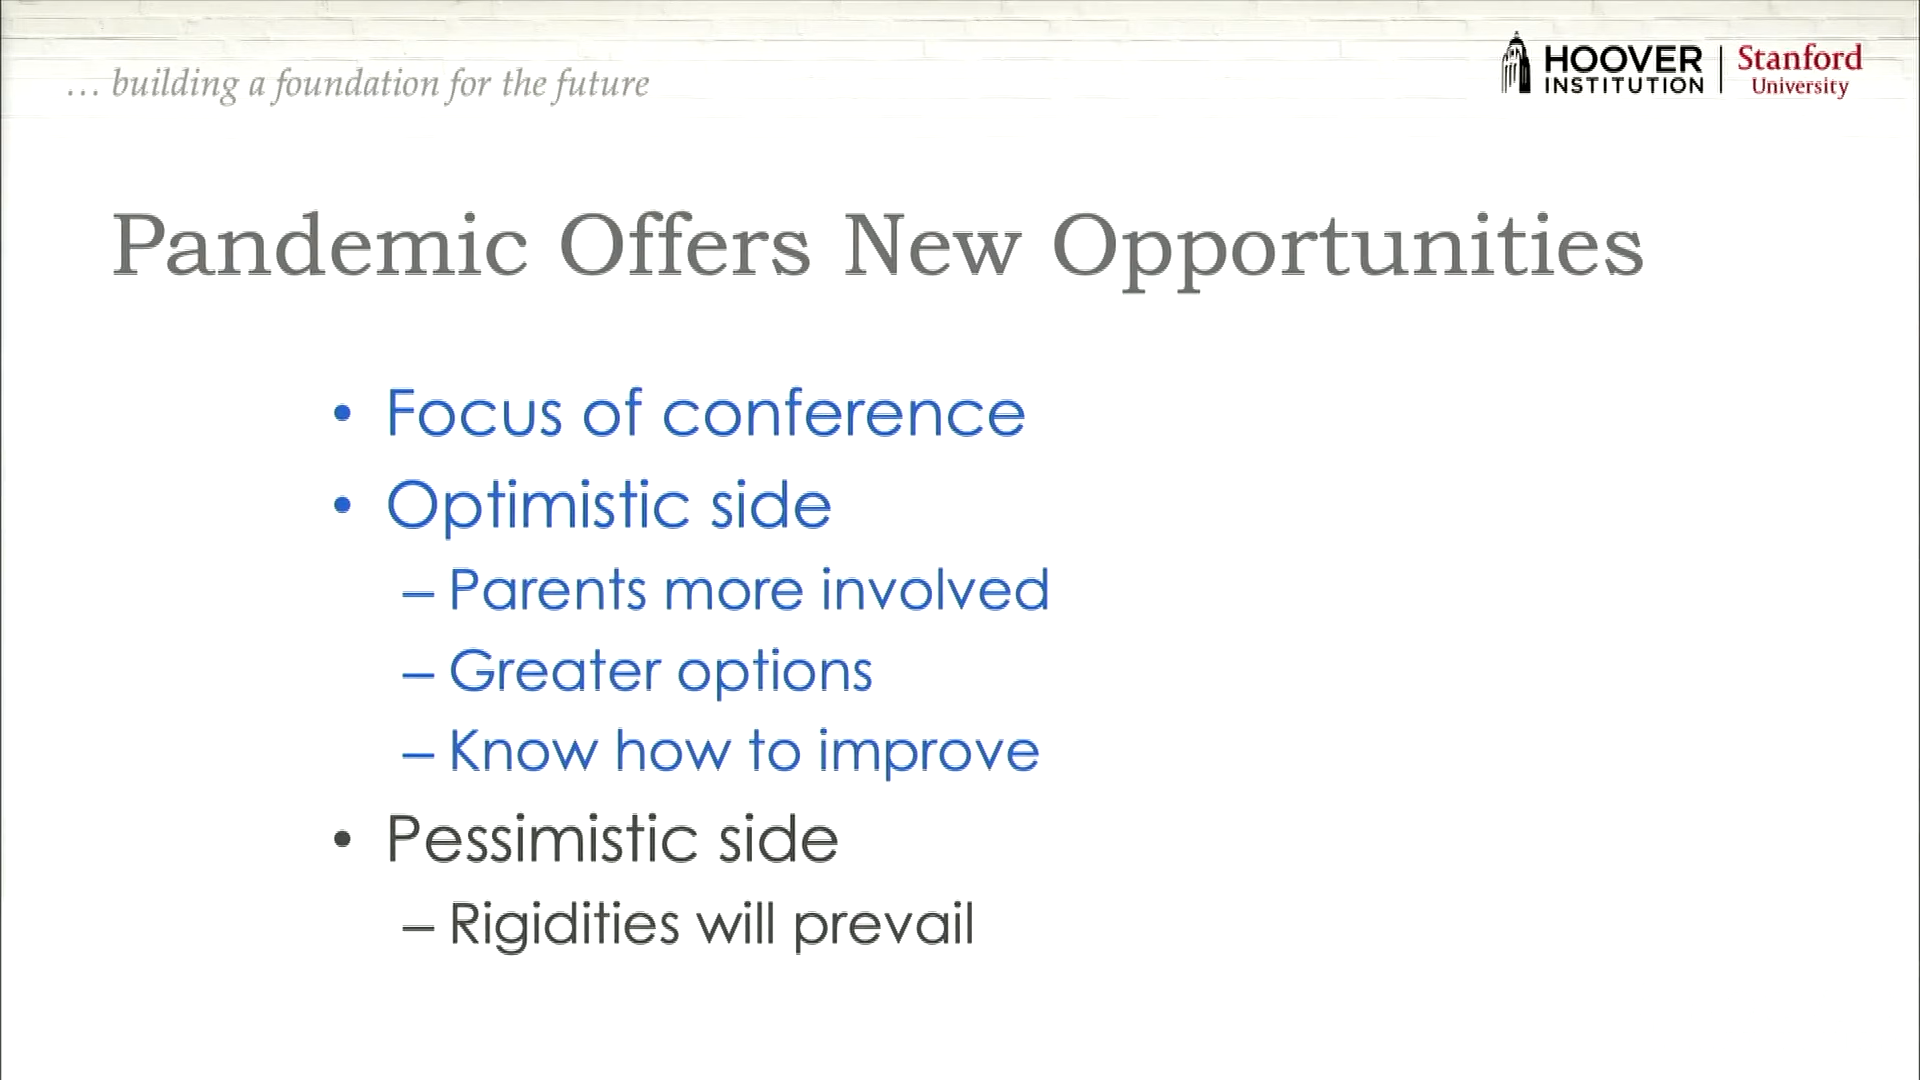 ... building a foundation for the future
HOOVER INSTITUTION | Stanford University
Pandemic Offers New Opportunities
• Focus of conference
• Optimistic side
– Parents more involved
– Greater options
– Know how to improve
• Pessimistic side
– Rigidities will prevail